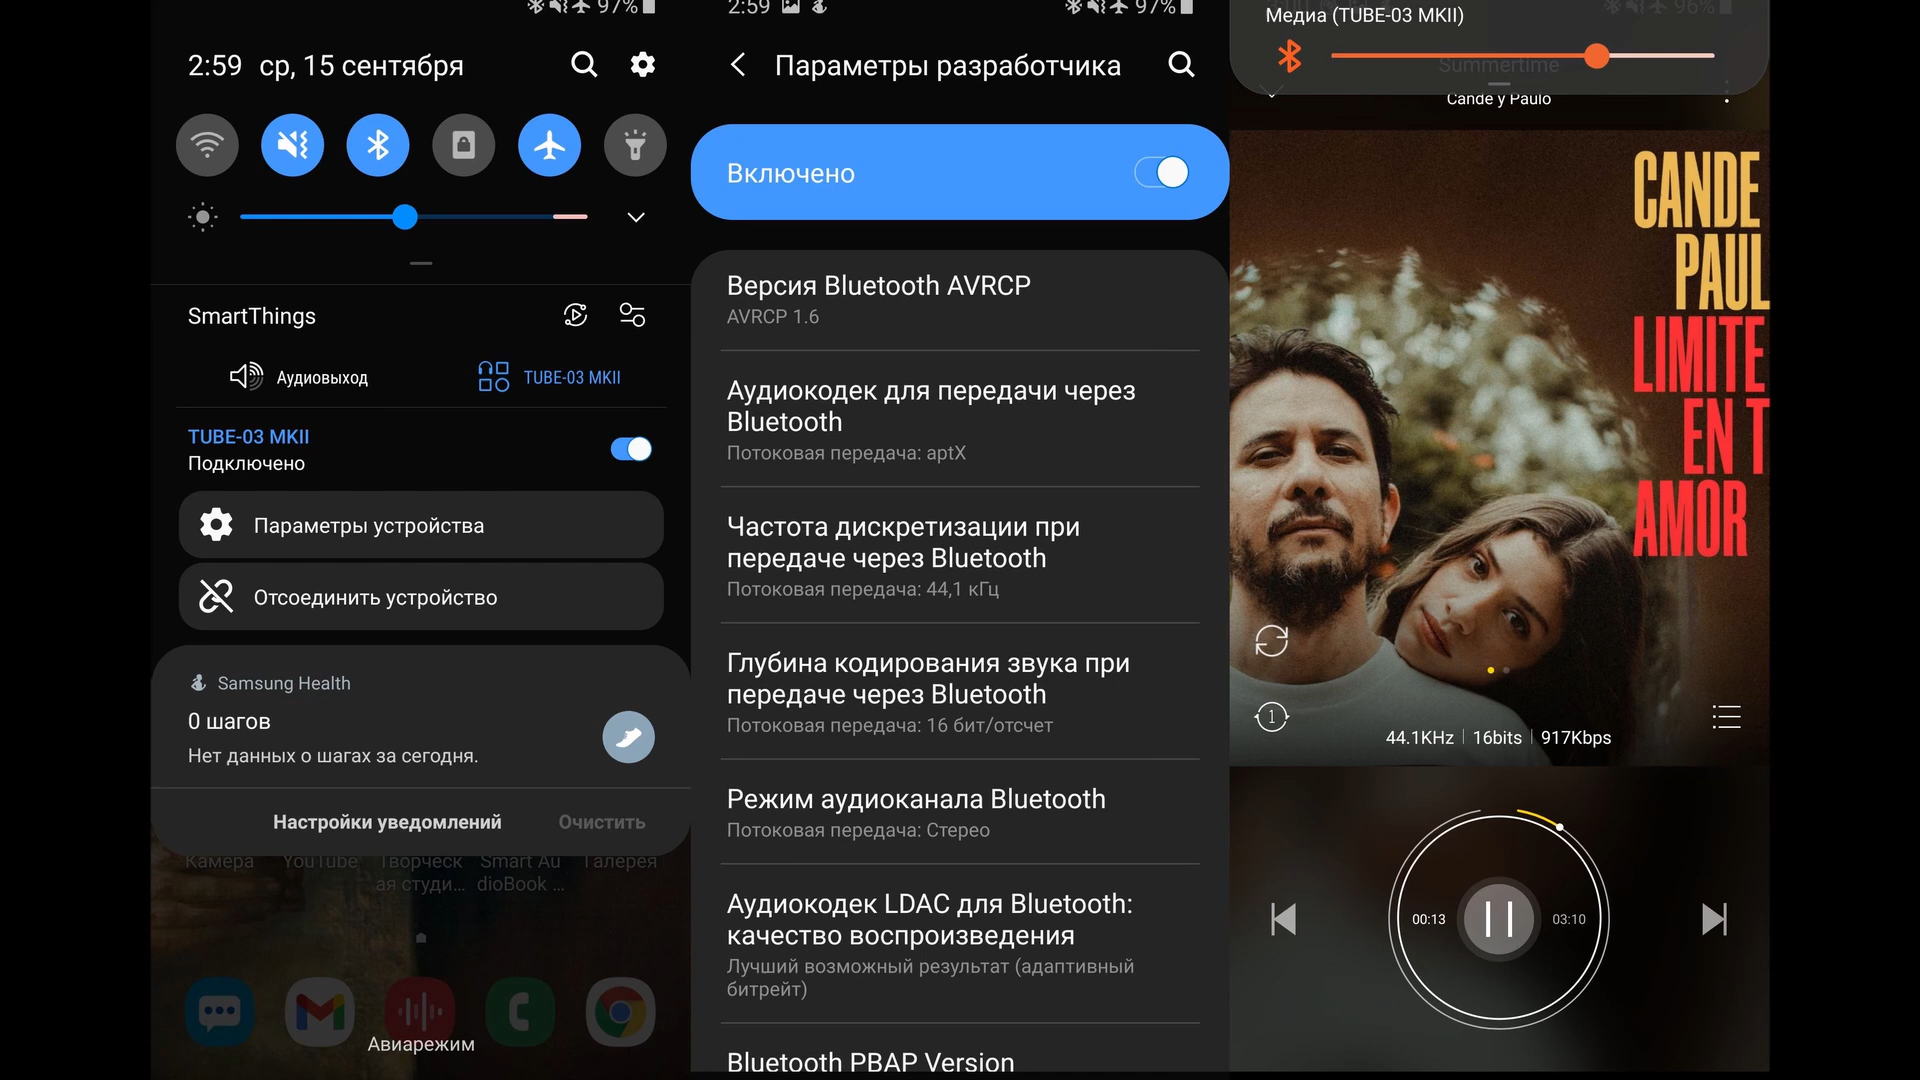 97%
2:59 ср, 15 сентября
SmartThings
Аудиовыход
TUBE-03 MKII
TUBE-03 MKII
Подключено
Параметры устройства
Отсоединить устройство
Samsung Health
0 шагов
Нет данных о шагах за сегодня.
Настройки уведомлений
Очистить
Камера YouTube Творческ Smart Au Галерея
ая студи... dioBook ...
Авиарежим
2:59
97%
Параметры разработчика
Включено
Версия Bluetooth AVRCP
AVRCP 1.6
Аудиокодек для передачи через
Bluetooth
Потоковая передача: aptX
Частота дискретизации при
передаче через Bluetooth
Потоковая передача: 44,1 кГц
Глубина кодирования звука при
передаче через Bluetooth
Потоковая передача: 16 бит/отсчет
Режим аудиоканала Bluetooth
Потоковая передача: Стерео
Аудиокодек LDAC для Bluetooth:
качество воспроизведения
Лучший возможный результат (адаптивный
битрейт)
Bluetooth PBAP Version
96%
Медиа (TUBE-03 MKII)
Summertime
Cande y Paulo
CANDE
PAUL
LIMITE
EN T
AMOR
1
44.1KHz | 16bits | 917Kbps
00:13
03:10